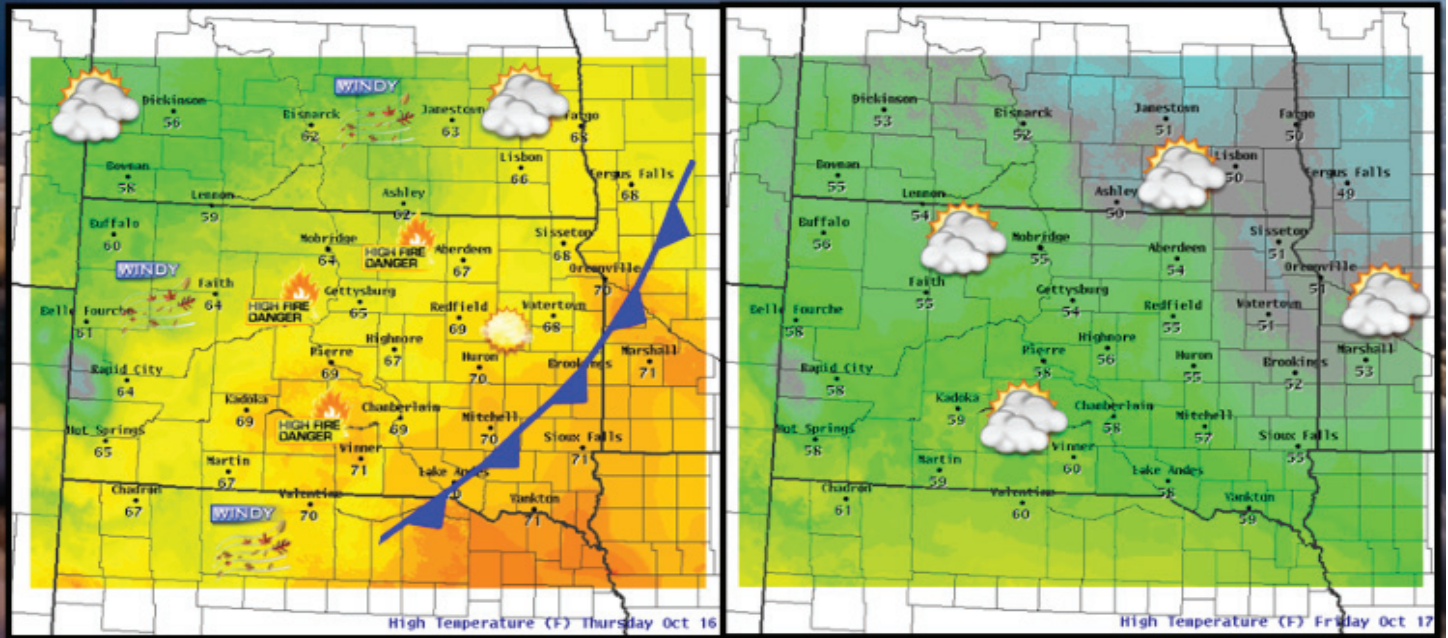 WINDY
Dickinson
56
Bismarck
62
Jamestown
63
Fargo
68
Lisbon
66
Bowman
58
Fergus Falls
68
Lemmon
59
Ashley
62
Buffalo
60
Mobridge
64
HIGH FIRE
DANGER
Aberdeen
67
Sisseton
68
WINDY
Faith
64
HIGH FIRE
DANGER
Gettysburg
65
Ortonville
70
Belle Fourche
61
Redfield
69
Watertown
68
Highmore
67
Pierre
69
Huron
70
Brookings
Marshall
71
Rapid City
64
Kadoka
69
HIGH FIRE
DANGER
Chamberlain
69
Mitchell
70
Hot Springs
65
Sioux Falls
71
Winner
71
Martin
67
Lake Andes
Chadron
67
Valentine
70
Yankton
71
WINDY
High Temperature (F) Thursday Oct 16
Dickinson
53
Bismarck
52
Jamestown
51
Fargo
50
Bowman
55
Lisbon
50
Fergus Falls
49
Lemmon
54
Ashley
50
Buffalo
56
Mobridge
55
Aberdeen
54
Sisseton
51
Faith
55
Gettysburg
54
Ortonville
51
Belle Fourche
58
Redfield
55
Watertown
51
Highmore
56
Pierre
58
Huron
55
Brookings
52
Marshall
53
Rapid City
58
Kadoka
59
Chamberlain
58
Mitchell
57
Hot Springs
58
Sioux Falls
55
Winner
60
Martin
59
Lake Andes
58
Chadron
61
Valentine
60
Yankton
59
High Temperature (F) Friday Oct 17